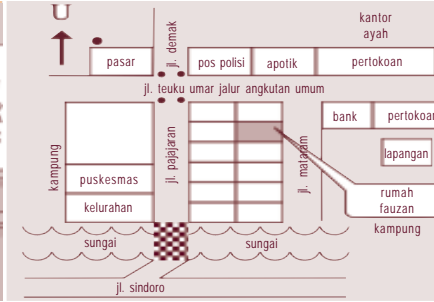 U
kantor
ayah
jl. demak
pasar
pos polisi
apotik
pertokoan
jl. teuku umar jalur angkutan umum
bank
pertokoan
kampung
jl. pajajaran
jl. mataram
lapangan
puskesmas
rumah
fauzan
kelurahan
kampung
sungai
sungai
jl. sindoro